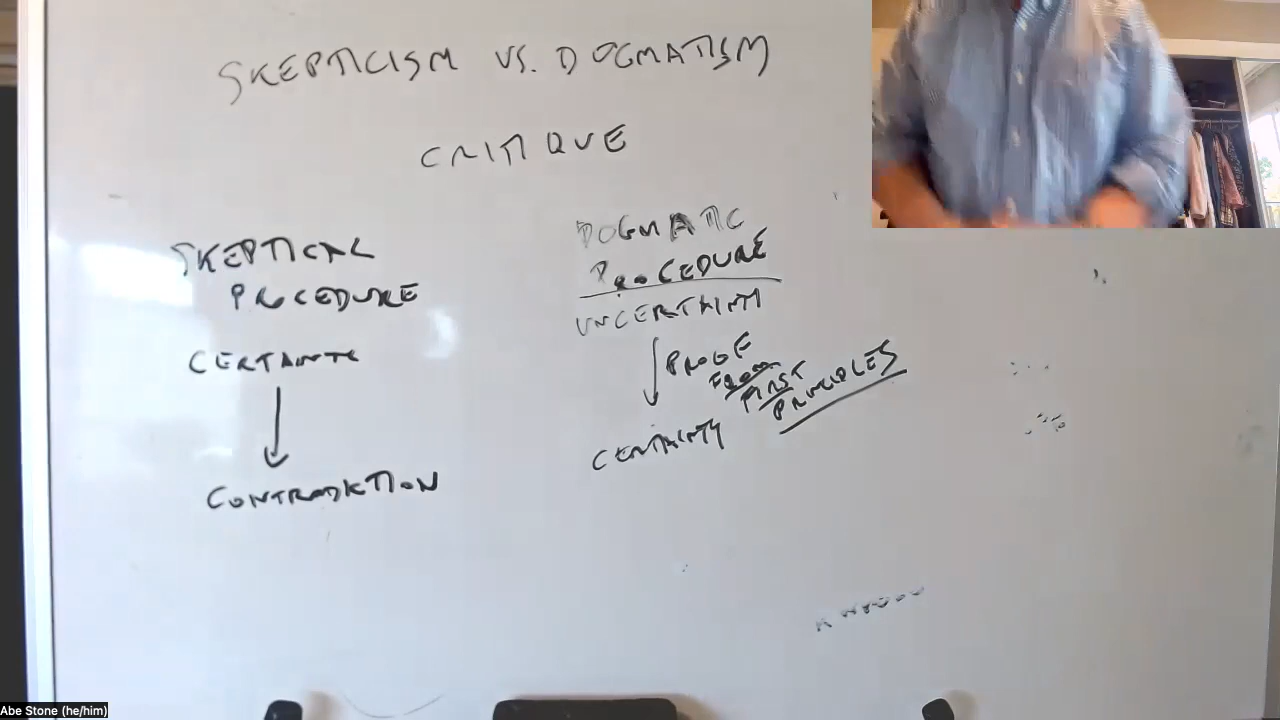 SKEPTICISM VS. DOGMATISM
CRITIQUE
SKEPTICAL
PROCEDURE
CERTAINTY
CONTRADICTION
DOGMATIC
PROCEDURE
UNCERTAINTY
PROOF
FROM
FIRST
PRINCIPLES
CERTAINTY
Abe Stone (he/him)